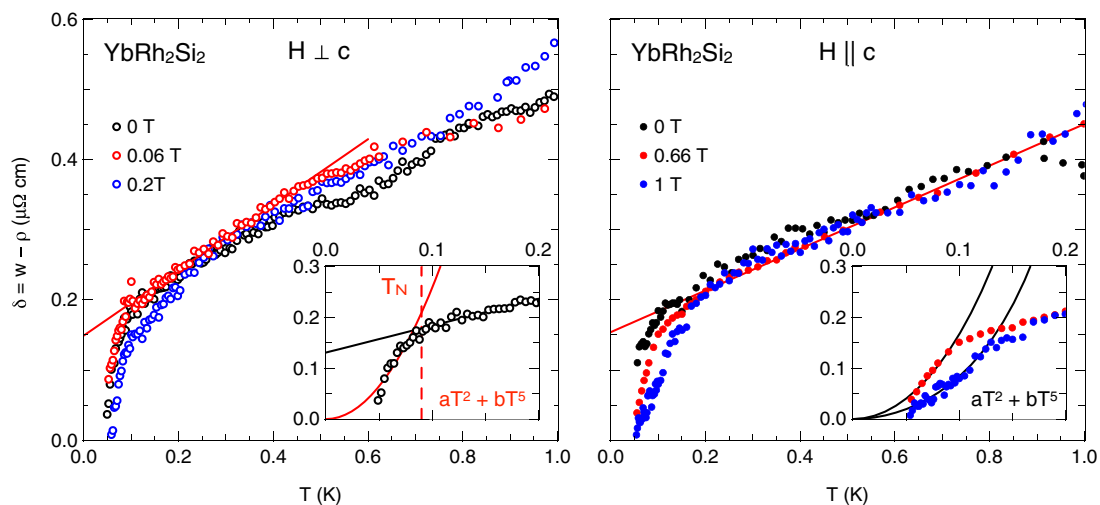 0.6
0.4
0.2
0.0
δ = w − ρ (μΩ cm)
YbRh₂Si₂ H ⊥ c
0 T
0.06 T
0.2T
0.0 0.1 0.2
0.3
0.2
0.1
0.0
T_N
aT² + bT⁵
0.0 0.2 0.4 0.6 0.8 1.0
T (K)
YbRh₂Si₂ H || c
0 T
0.66 T
1 T
0.0 0.1 0.2
0.3
0.2
0.1
0.0
aT² + bT⁵
0.0 0.2 0.4 0.6 0.8 1.0
T (K)